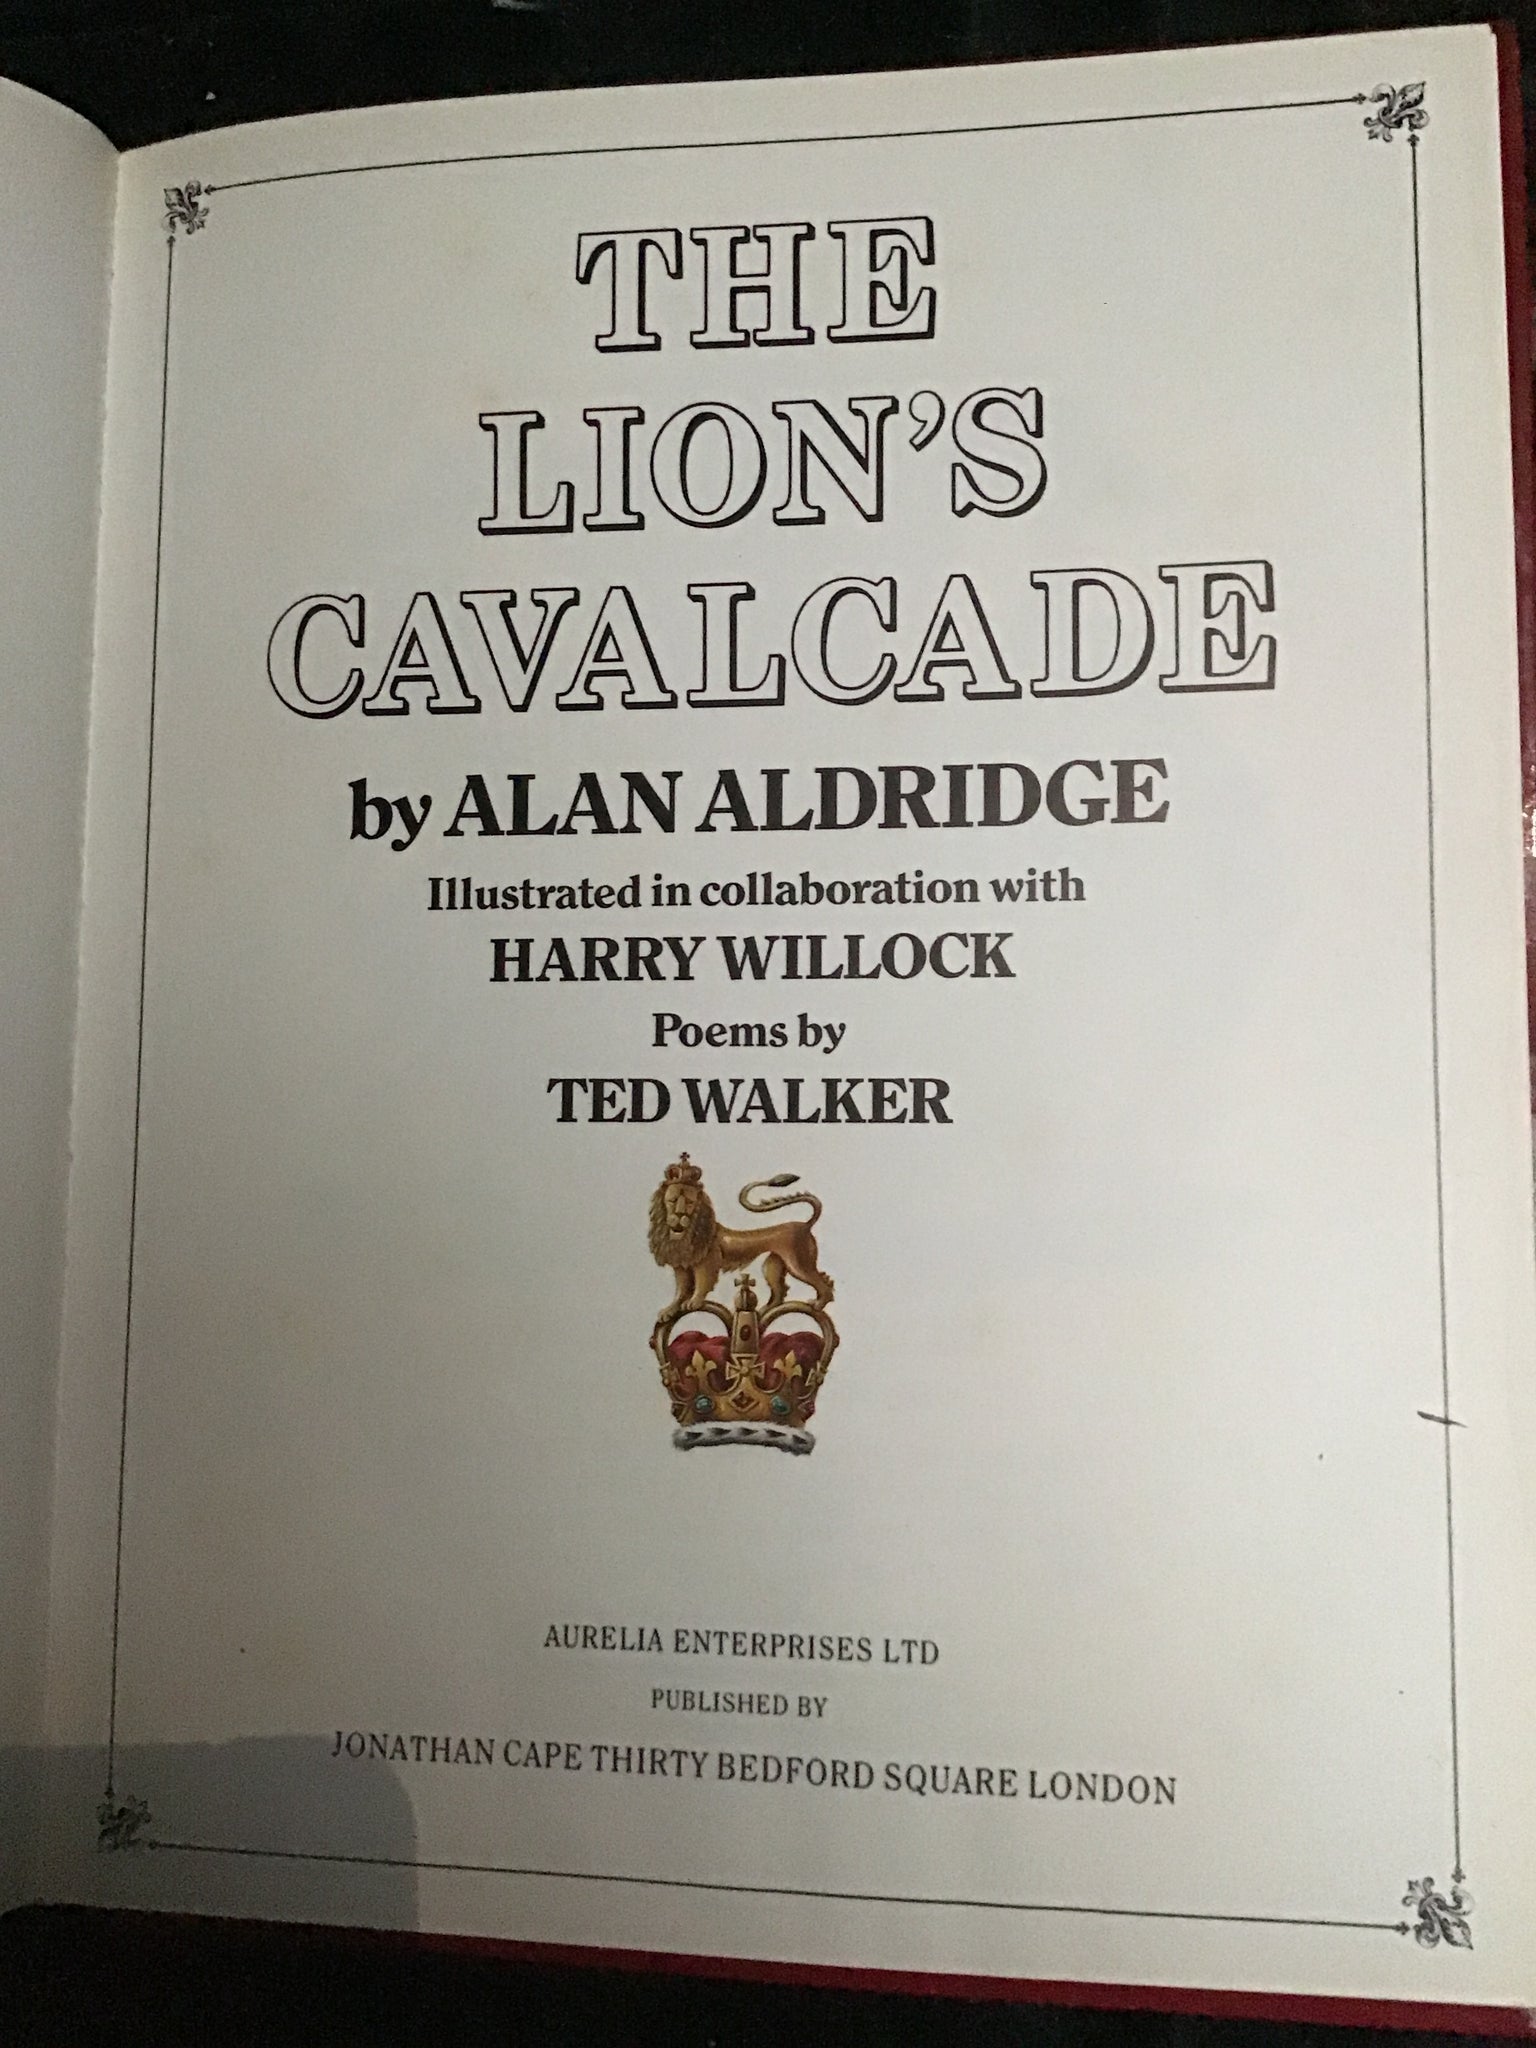 THE
LION'S
CAVALCADE
by ALAN ALDRIDGE
Illustrated in collaboration with
HARRY WILLOCK
Poems by
TED WALKER
AURELIA ENTERPRISES LTD
PUBLISHED BY
JONATHAN CAPE THIRTY BEDFORD SQUARE LONDON